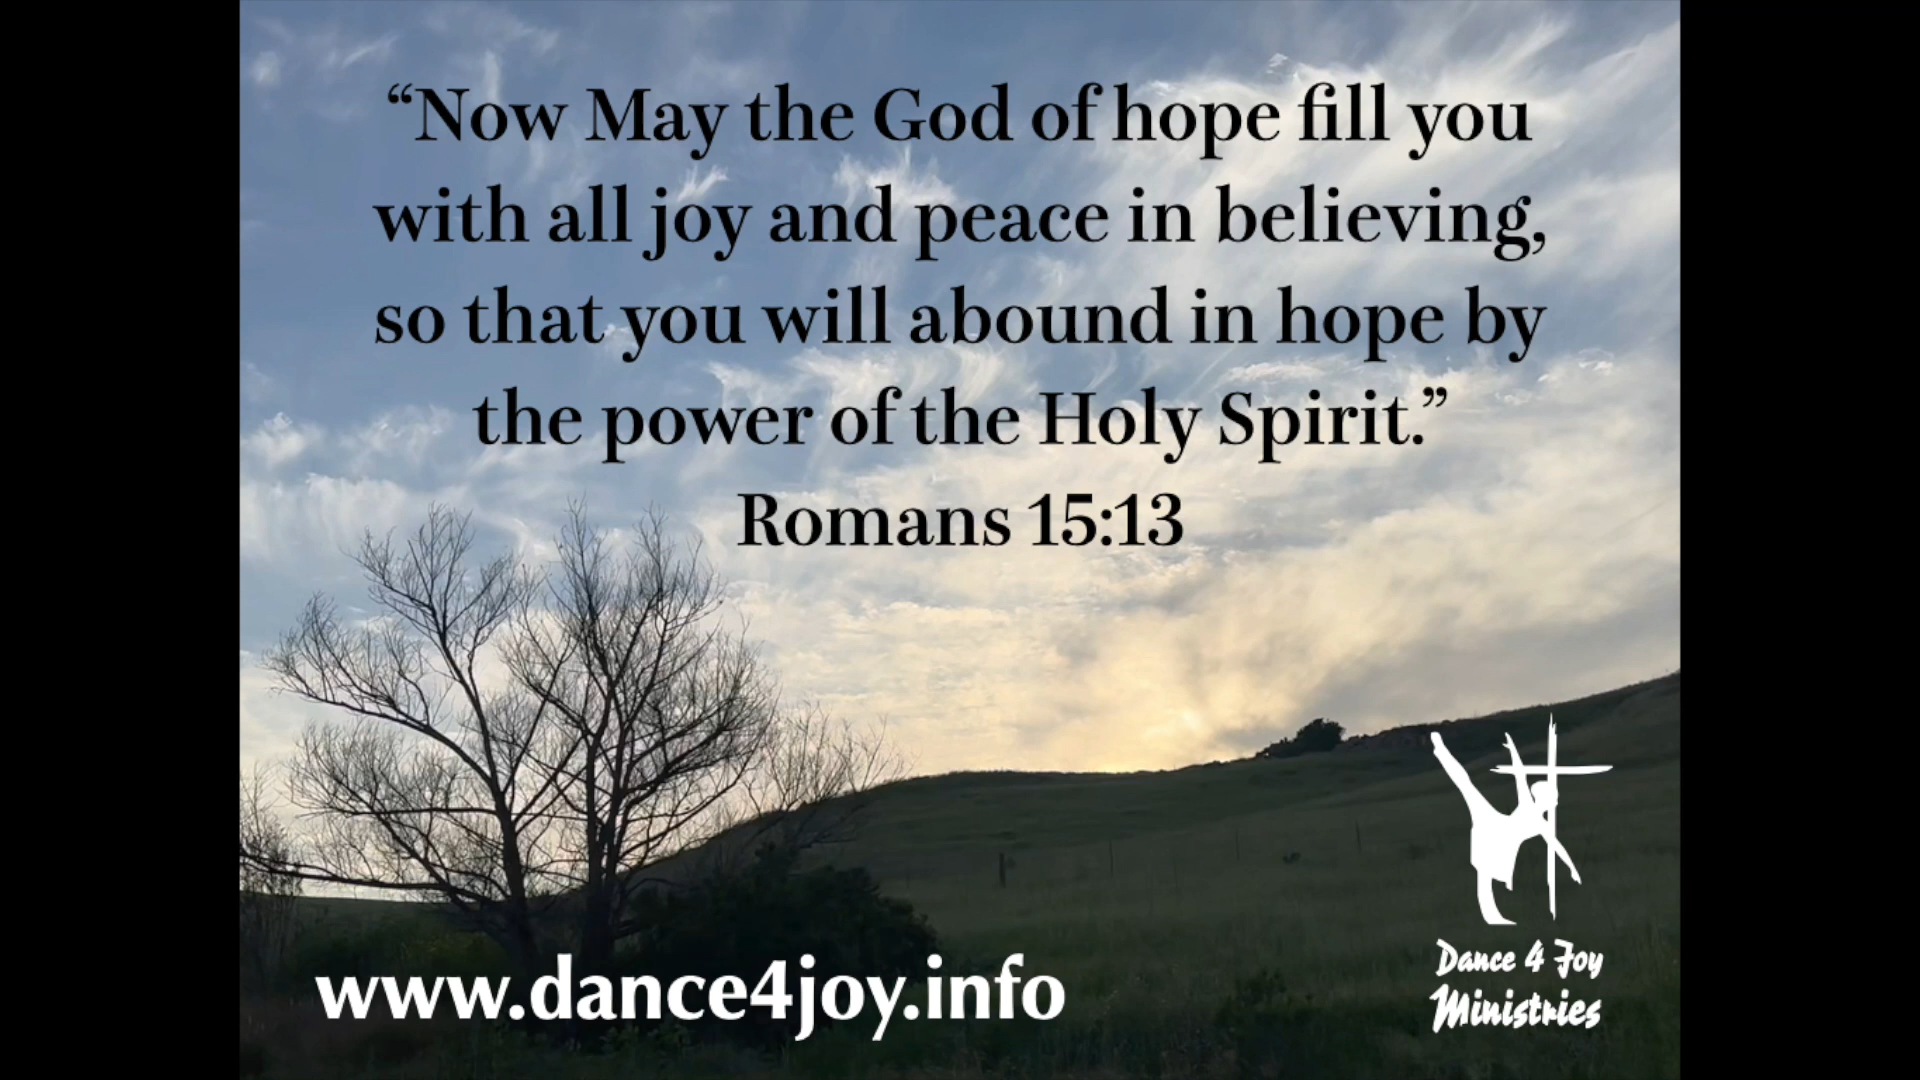 “Now May the God of hope fill you
with all joy and peace in believing,
so that you will abound in hope by
the power of the Holy Spirit.”
Romans 15:13
www.dance4joy.info
Dance 4 Joy
Ministries